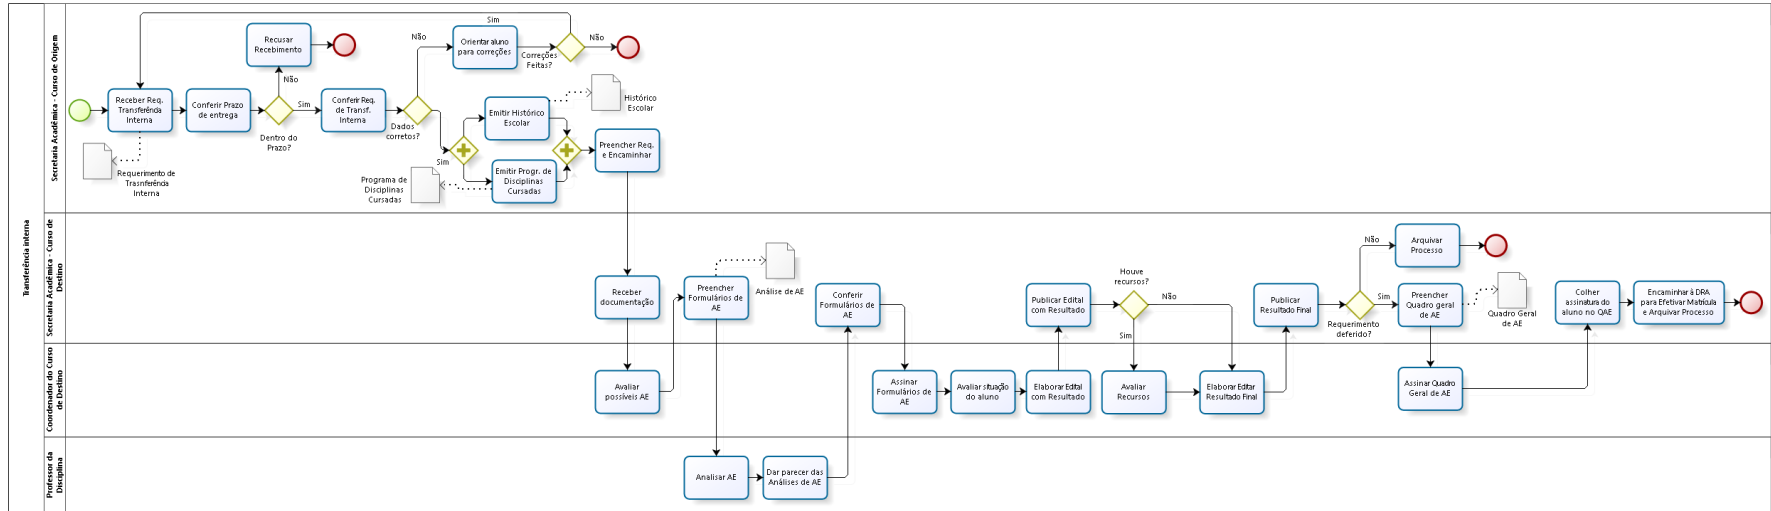 Transferência interna
Secretaria Acadêmica - Curso de Origem
Sim
Recusar
Recebimento
Não
Orientar aluno
para correções
Correções
Feitas?
Não
Receber Req.
Transferência
Interna
Conferir Prazo
de entrega
Sim
Dentro do
Prazo?
Conferir Req.
de Transf.
Interna
Não
Dados
corretos?
Sim
Emitir Histórico
Escolar
Histórico
Escolar
Preencher Req.
e Encaminhar
Requerimento de
Trasnferência
Interna
Programa de
Disciplinas
Cursadas
Emitir Progr. de
Disciplinas
Cursadas
Secretaria Acadêmica - Curso de
Destino
Receber
documentação
Preencher
Formulários de
AE
Análise de AE
Conferir
Formulários de
AE
Publicar Edital
com Resultado
Houve
recursos?
Não
Sim
Publicar
Resultado Final
Requerimento
deferido?
Não
Sim
Arquivar
Processo
Preencher
Quadro geral
de AE
Quadro Geral
de AE
Colher
assinatura do
aluno no QAE
Encaminhar à DRA
para Efetivar Matrícula
e Arquivar Processo
Coordenador do Curso
de Destino
Avaliar
possíveis AE
Assinar
Formulários de
AE
Avaliar situação
do aluno
Elaborar Edital
com Resultado
Avaliar
Recursos
Elaborar Editar
Resultado Final
Assinar Quadro
Geral de AE
Professor da
Disciplina
Analisar AE
Dar parecer das
Análises de AE